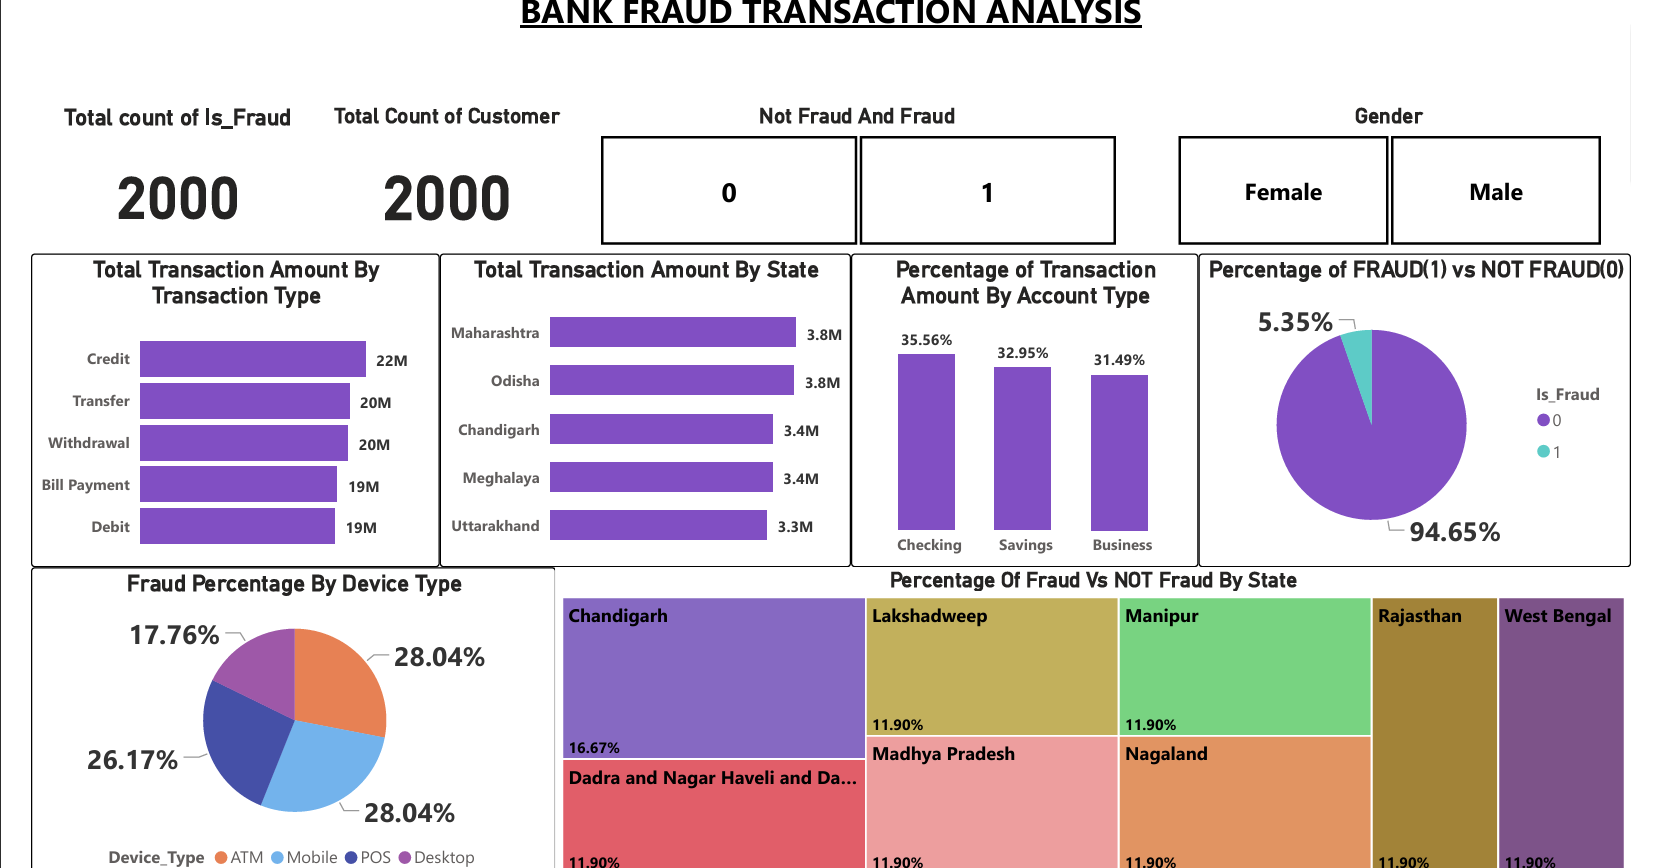 BANK FRAUD TRANSACTION ANALYSIS
Total count of Is_Fraud
2000
Total Count of Customer
2000
Not Fraud And Fraud
0
1
Gender
Female
Male
Total Transaction Amount By
Transaction Type
Credit
22M
Transfer
20M
Withdrawal
20M
Bill Payment
19M
Debit
19M
Total Transaction Amount By State
Maharashtra
3.8M
Odisha
3.8M
Chandigarh
3.4M
Meghalaya
3.4M
Uttarakhand
3.3M
Percentage of Transaction
Amount By Account Type
35.56%
32.95%
31.49%
Checking
Savings
Business
Percentage of FRAUD(1) vs NOT FRAUD(0)
5.35%
94.65%
Is_Fraud
0
1
Fraud Percentage By Device Type
17.76%
28.04%
26.17%
28.04%
Device_Type
ATM
Mobile
POS
Desktop
Percentage Of Fraud Vs NOT Fraud By State
Chandigarh
16.67%
Dadra and Nagar Haveli and Da...
11.90%
Lakshadweep
11.90%
Madhya Pradesh
11.90%
Manipur
11.90%
Nagaland
11.90%
Rajasthan
11.90%
West Bengal
11.90%